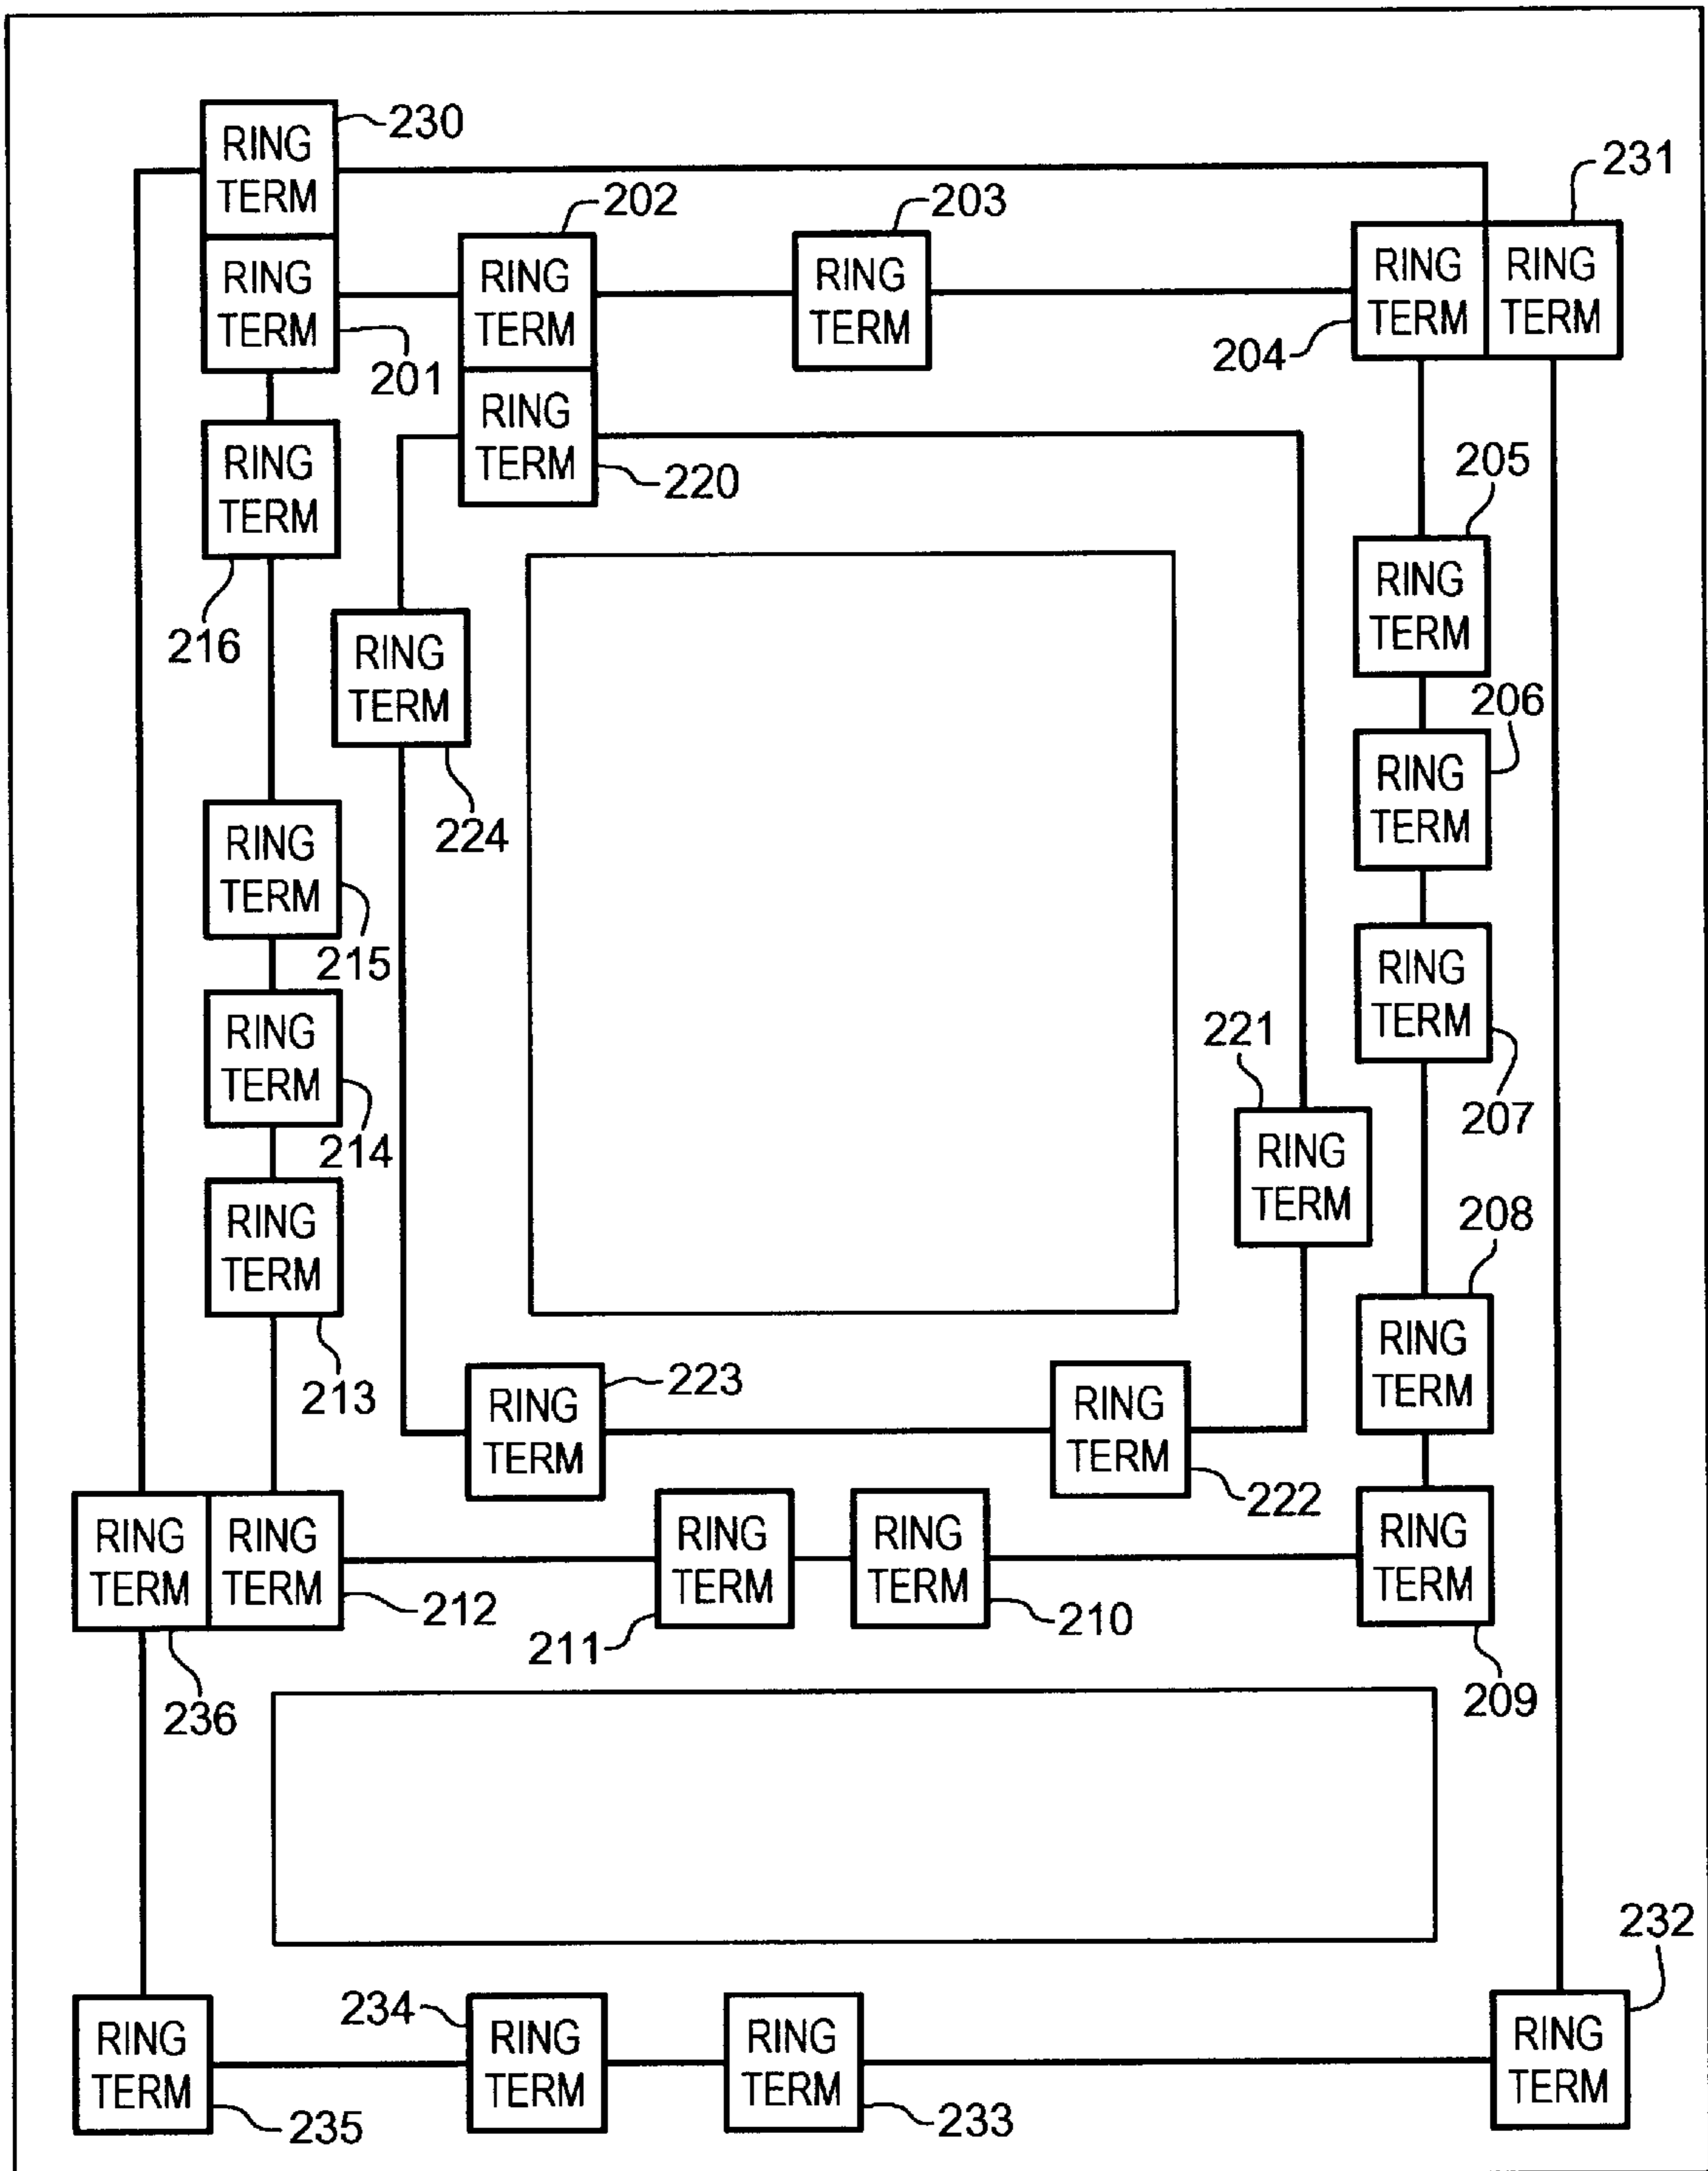 RING
TERM
230
231
202
203
RING
TERM
201
RING
TERM
RING
TERM
RING
TERM
204
RING
TERM
RING
TERM
220
RING
TERM
216
205
RING
TERM
RING
TERM
224
206
RING
TERM
RING
TERM
215
RING
TERM
207
RING
TERM
214
221
RING
TERM
RING
TERM
213
208
RING
TERM
RING
TERM
223
RING
TERM
222
RING
TERM
236
RING
TERM
212
RING
TERM
211
RING
TERM
210
RING
TERM
209
232
RING
TERM
RING
TERM
235
234
RING
TERM
RING
TERM
233